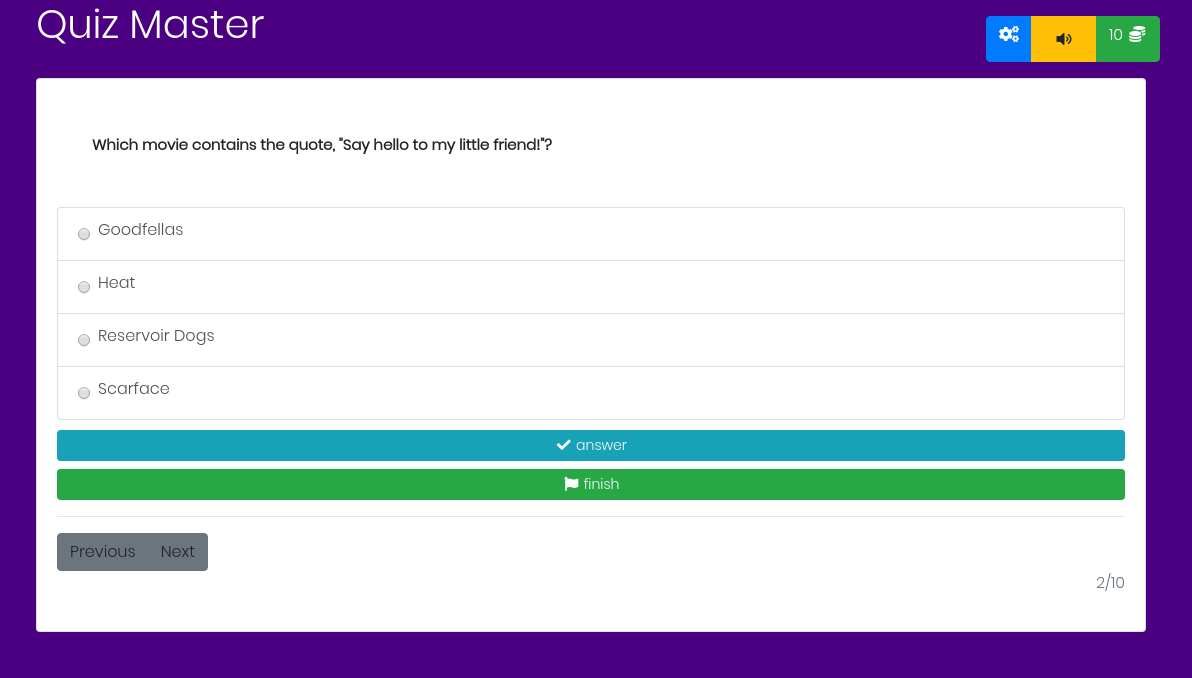 Quiz Master
10
Which movie contains the quote, "Say hello to my little friend!"?
Goodfellas
Heat
Reservoir Dogs
Scarface
answer
finish
Previous Next
2/10